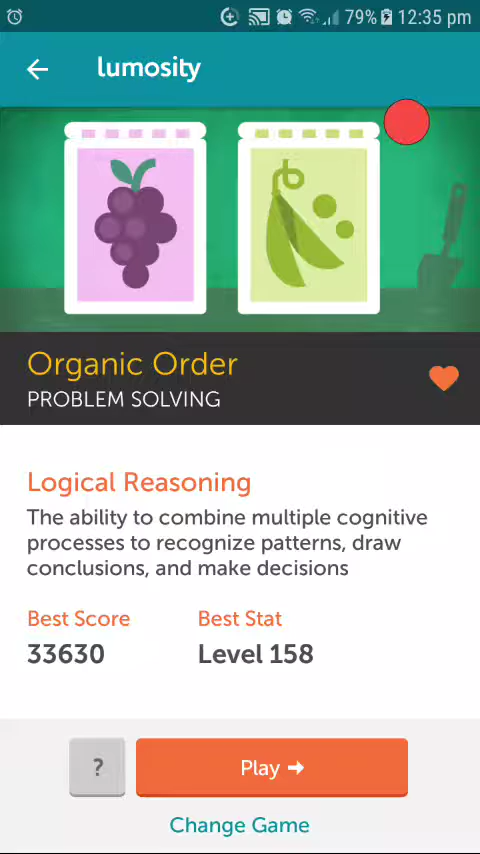 79% 12:35 pm
lumosity
Organic Order
PROBLEM SOLVING
Logical Reasoning
The ability to combine multiple cognitive
processes to recognize patterns, draw
conclusions, and make decisions
Best Score Best Stat
33630 Level 158
? Play
Change Game